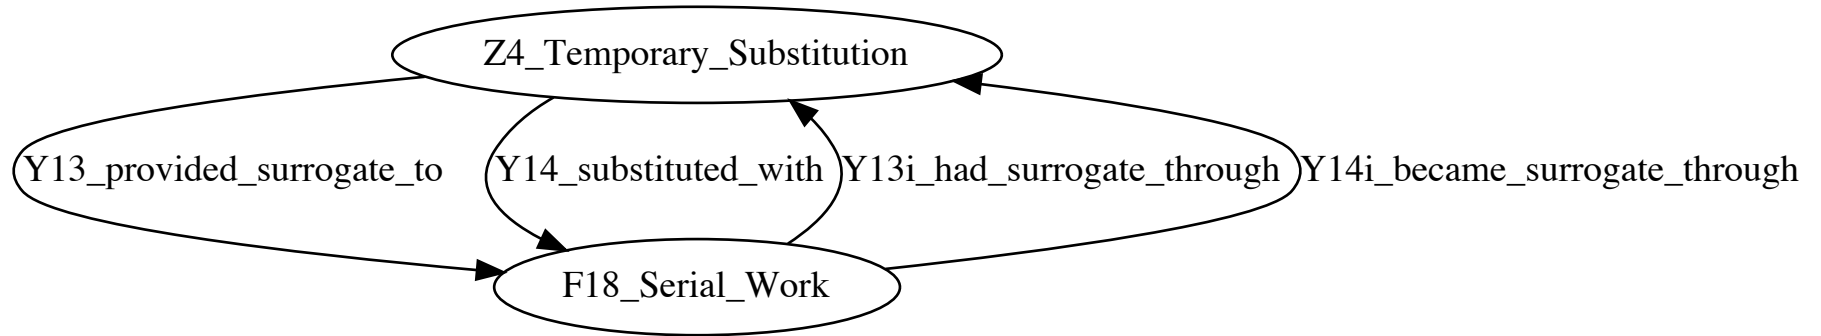 Z4_Temporary_Substitution
Y13_provided_surrogate_to
Y14_substituted_with
Y13i_had_surrogate_through
Y14i_became_surrogate_through
F18_Serial_Work